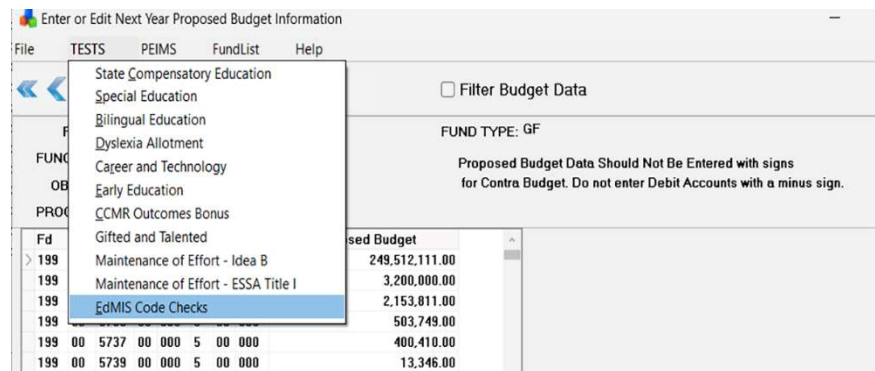 Enter or Edit Next Year Proposed Budget Information
File TESTS PEIMS FundList Help
State Compensatory Education
Special Education
Bilingual Education
Dyslexia Allotment
Career and Technology
Early Education
CCMR Outcomes Bonus
Gifted and Talented
Maintenance of Effort - Idea B
Maintenance of Effort - ESSA Title I
EdMIS Code Checks
Filter Budget Data
FUND TYPE: GF
Proposed Budget Data Should Not Be Entered with signs
for Contra Budget. Do not enter Debit Accounts with a minus sign.
Fd sed Budget
199 249,512,111.00
199 3,200,000.00
199 2,153,811.00
199 503,749.00
199 00 5737 00 000 5 00 000 400,410.00
199 00 5739 00 000 5 00 000 13,346.00